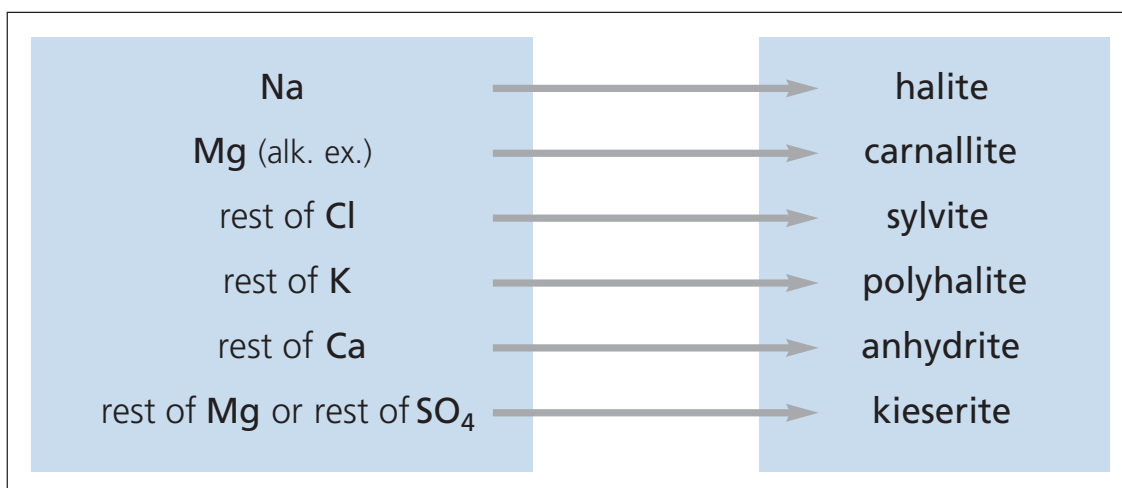 Na halite
Mg (alk. ex.) carnallite
rest of Cl sylvite
rest of K polyhalite
rest of Ca anhydrite
rest of Mg or rest of SO₄ kieserite